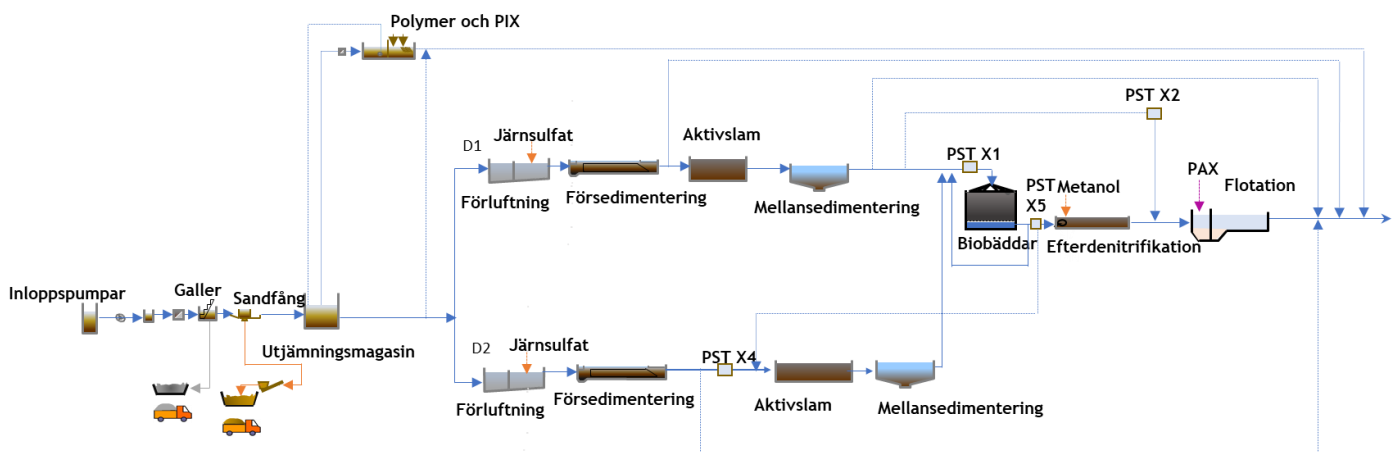 Polymer och PIX
PST X2
Järnsulfat
Aktivslam
D1
PST X1
Förluftning
Försedimentering
Mellansedimentering
PST
X5
Metanol
PAX
Flotation
Biobäddar
Efterdenitrifikation
Inloppspumpar
Galler
Sandfång
Utjämningsmagasin
D2
Järnsulfat
PST X4
Förluftning
Försedimentering
Aktivslam
Mellansedimentering